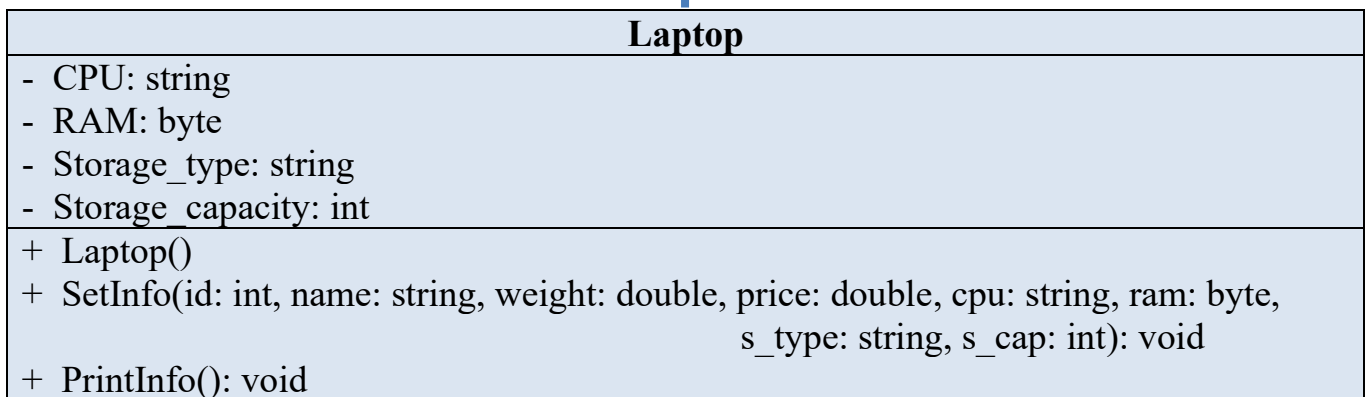 Laptop
- CPU: string
- RAM: byte
- Storage_type: string
- Storage_capacity: int
+ Laptop()
+ SetInfo(id: int, name: string, weight: double, price: double, cpu: string, ram: byte,
s_type: string, s_cap: int): void
+ PrintInfo(): void